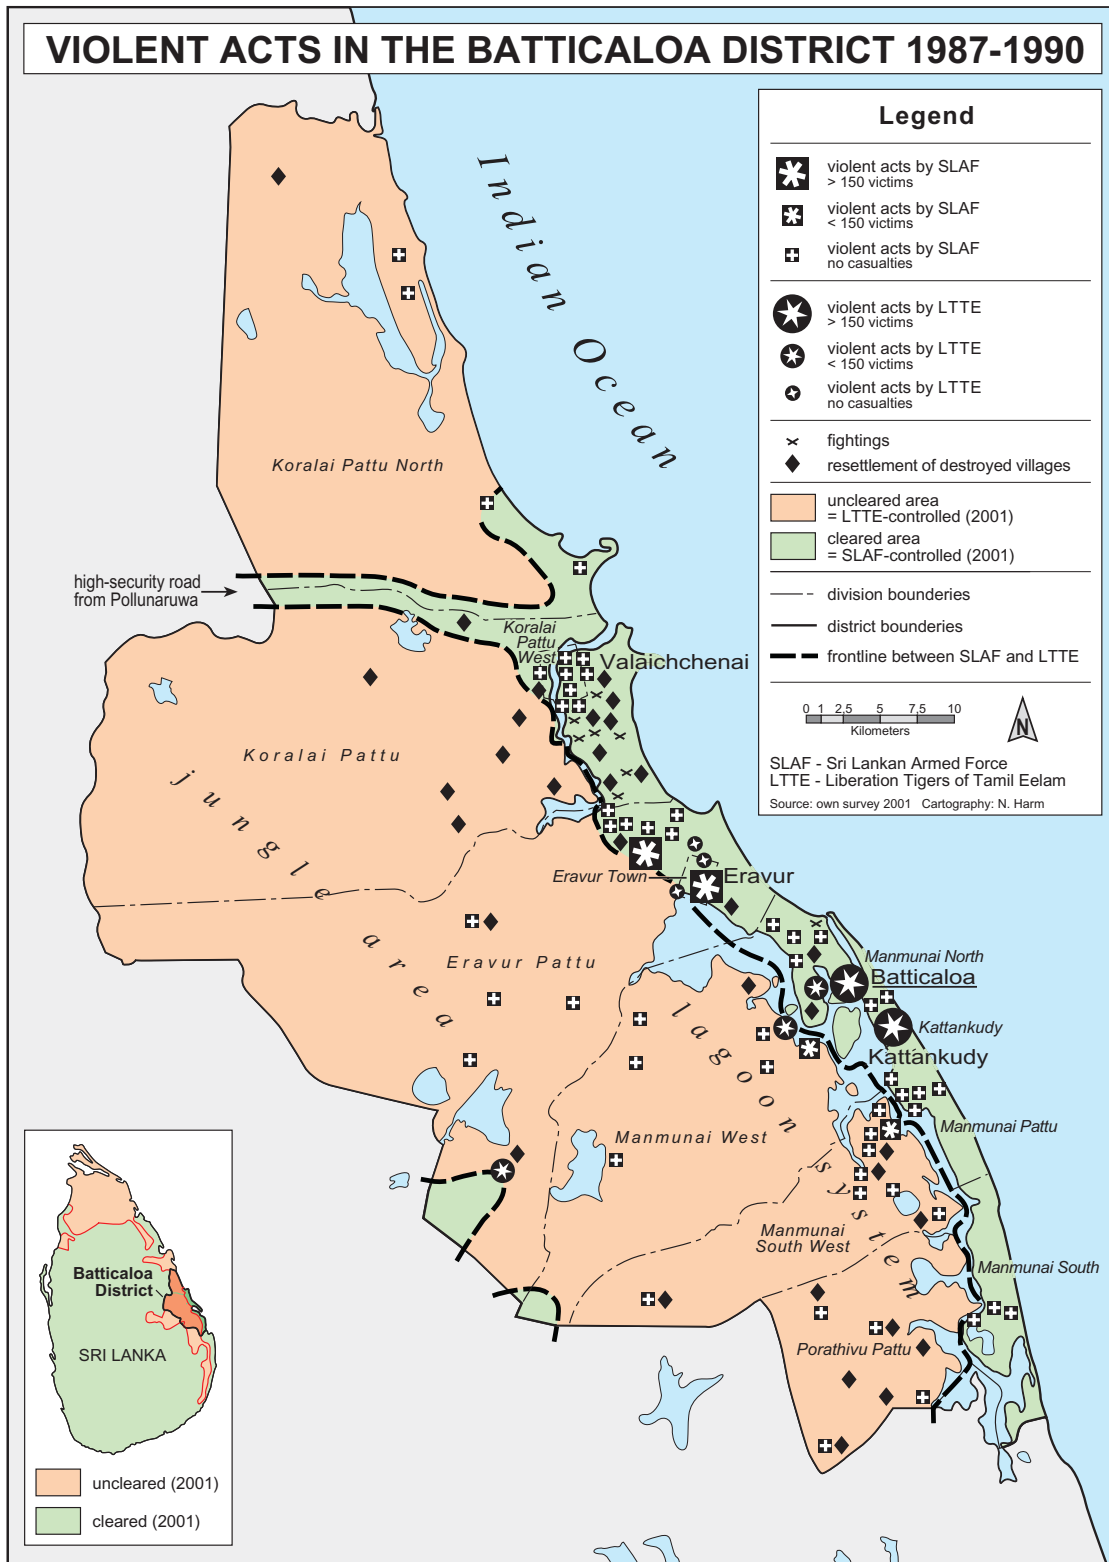 VIOLENT ACTS IN THE BATTICALOA DISTRICT 1987-1990
Legend
violent acts by SLAF
> 150 victims
violent acts by SLAF
< 150 victims
violent acts by SLAF
no casualties
violent acts by LTTE
> 150 victims
violent acts by LTTE
< 150 victims
violent acts by LTTE
no casualties
fightings
resettlement of destroyed villages
uncleared area
= LTTE-controlled (2001)
cleared area
= SLAF-controlled (2001)
division bounderies
district bounderies
frontline between SLAF and LTTE
0 1 2,5 5 7,5 10
Kilometers
N
SLAF - Sri Lankan Armed Force
LTTE - Liberation Tigers of Tamil Eelam
Source: own survey 2001 Cartography: N. Harm
Indian Ocean
Koralai Pattu North
high-security road
from Pollunaruwa
Koralai
Pattu
West
Valaichchenai
Koralai Pattu
jungle area
Eravur Town
Eravur
Eravur Pattu
Manmunai North
Batticaloa
Kattankudy
Kattankudy
lagoon system
Manmunai West
Manmunai Pattu
Manmunai
South West
Manmunai South
Porathivu Pattu
Batticaloa
District
SRI LANKA
uncleared (2001)
cleared (2001)